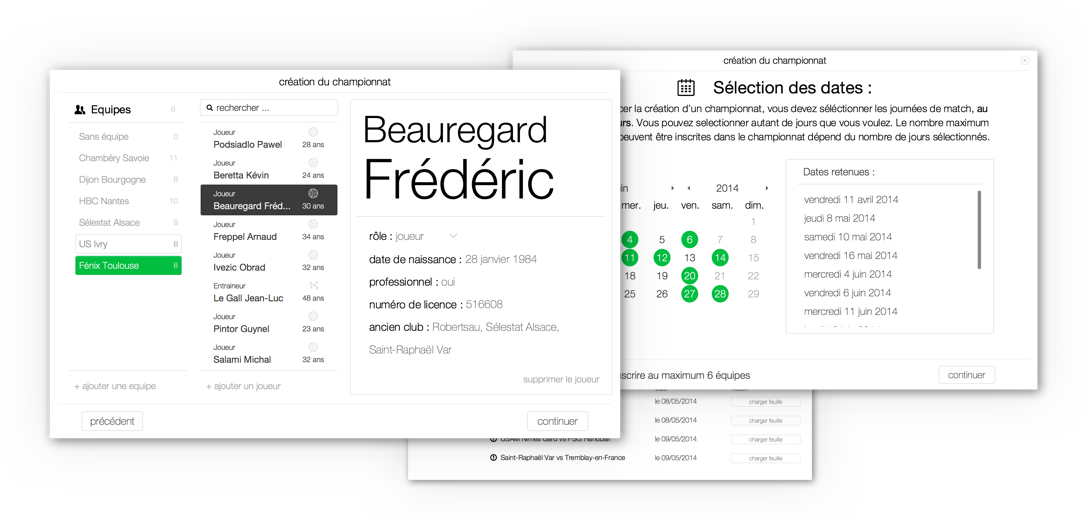 création du championnat
Equipes 6
Sans équipe 0
Chambéry Savoie 11
Dijon Bourgogne 8
HBC Nantes 10
Sélestat Alsace 9
US Ivry 8
Fénix Toulouse 8
+ ajouter une equipe
rechercher ...
Joueur
Podsiadlo Pawel 28 ans
Joueur
Beretta Kévin 24 ans
Joueur
Beauregard Fréd... 30 ans
Joueur
Freppel Arnaud 34 ans
Joueur
Ivezic Obrad 32 ans
Entraineur
Le Gall Jean-Luc 48 ans
Joueur
Pintor Guynel 23 ans
Joueur
Salami Michal 32 ans
+ ajouter un joueur
Beauregard
Frédéric
rôle : joueur
date de naissance : 28 janvier 1984
professionnel : oui
numéro de licence : 516608
ancien club : Robertsau, Sélestat Alsace,
Saint-Raphaël Var
supprimer le joueur
précédent
continuer
création du championnat
Sélection des dates :
cer la création d'un championnat, vous devez séléctionner les journées de match, au
urs. Vous pouvez selectionner autant de jours que vous voulez. Le nombre maximum
peuvent être inscrites dans le championnat dépend du nombre de jours sélectionnés.
in 2014
mer. jeu. ven. sam. dim.
1
4 5 6 7 8
11 12 13 14 15
18 19 20 21 22
25 26 27 28 29
Dates retenues :
vendredi 11 avril 2014
jeudi 8 mai 2014
samedi 10 mai 2014
vendredi 16 mai 2014
mercredi 4 juin 2014
vendredi 6 juin 2014
mercredi 11 juin 2014
scrire au maximum 6 équipes
continuer
le 08/05/2014 charger feuille
le 08/05/2014 charger feuille
USAM Nîmes Gard vs PSG Handball le 09/05/2014 charger feuille
Saint-Raphaël Var vs Tremblay-en-France le 09/05/2014 charger feuille